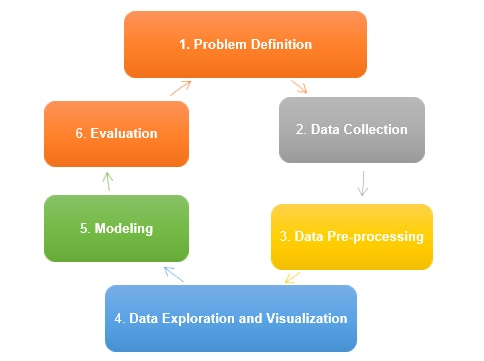 1. Problem Definition
2. Data Collection
3. Data Pre-processing
4. Data Exploration and Visualization
5. Modeling
6. Evaluation